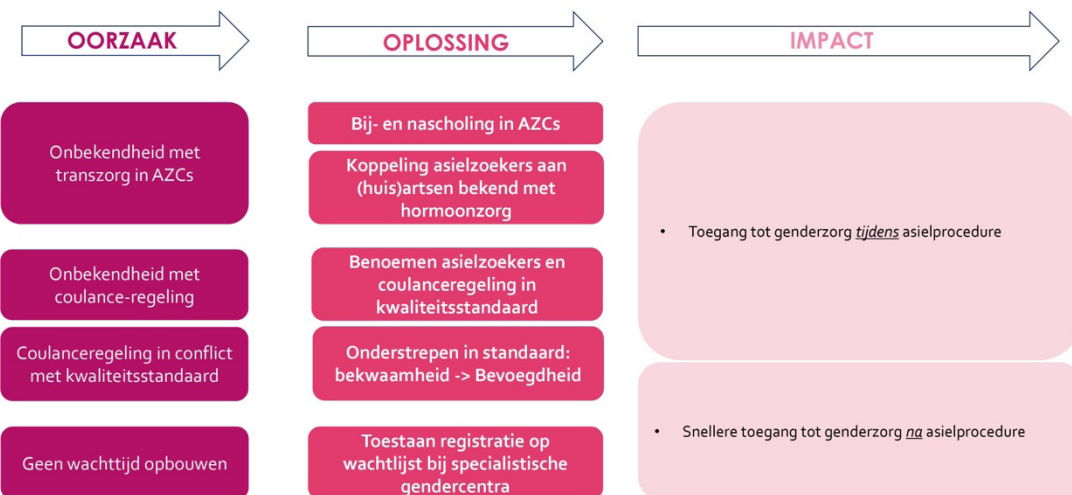 OORZAAK
OPLOSSING
IMPACT
Onbekendheid met
transzorg in AZCs
Bij- en nascholing in AZCs
Koppeling asielzoekers aan
(huis)artsen bekend met
hormoonzorg
• Toegang tot genderzorg tijdens asielprocedure
Onbekendheid met
coulance-regeling
Benoemen asielzoekers en
coulanceregeling in
kwaliteitsstandaard
Coulanceregeling in conflict
met kwaliteitsstandaard
Onderstrepen in standaard:
bekwaamheid -> Bevoegdheid
Geen wachttijd opbouwen
Toestaan registratie op
wachtlijst bij specialistische
gendercentra
• Snellere toegang tot genderzorg na asielprocedure